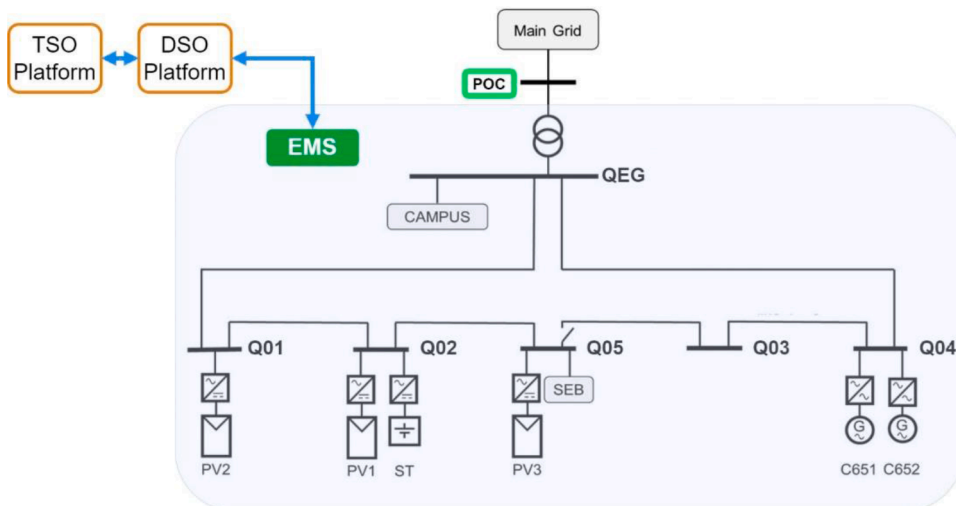 TSO
Platform
DSO
Platform
Main Grid
POC
EMS
QEG
CAMPUS
Q01
Q02
Q05
Q03
Q04
SEB
G
G
PV2
PV1
ST
PV3
C651
C652